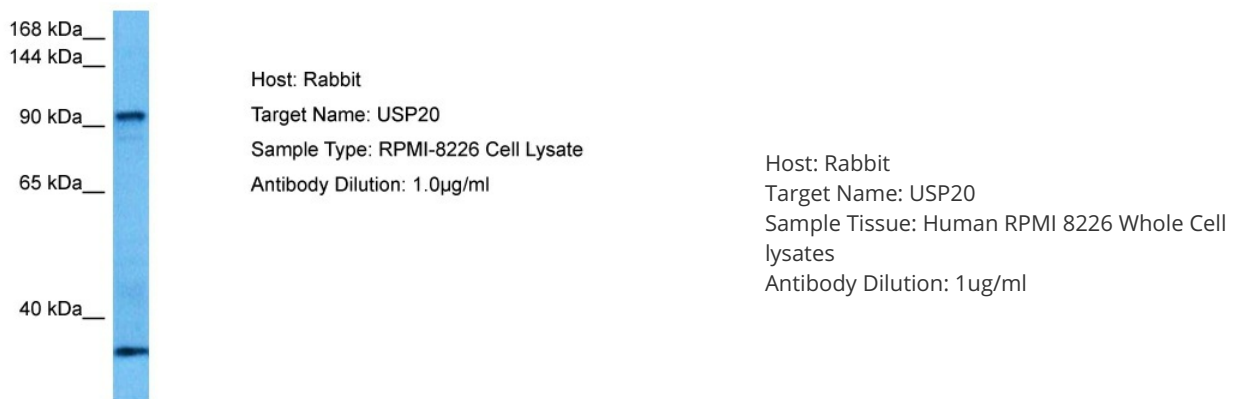 168 kDa__
144 kDa__
90 kDa__
65 kDa__
40 kDa__
Host: Rabbit
Target Name: USP20
Sample Type: RPMI-8226 Cell Lysate
Antibody Dilution: 1.0µg/ml
Host: Rabbit
Target Name: USP20
Sample Tissue: Human RPMI 8226 Whole Cell
lysates
Antibody Dilution: 1ug/ml